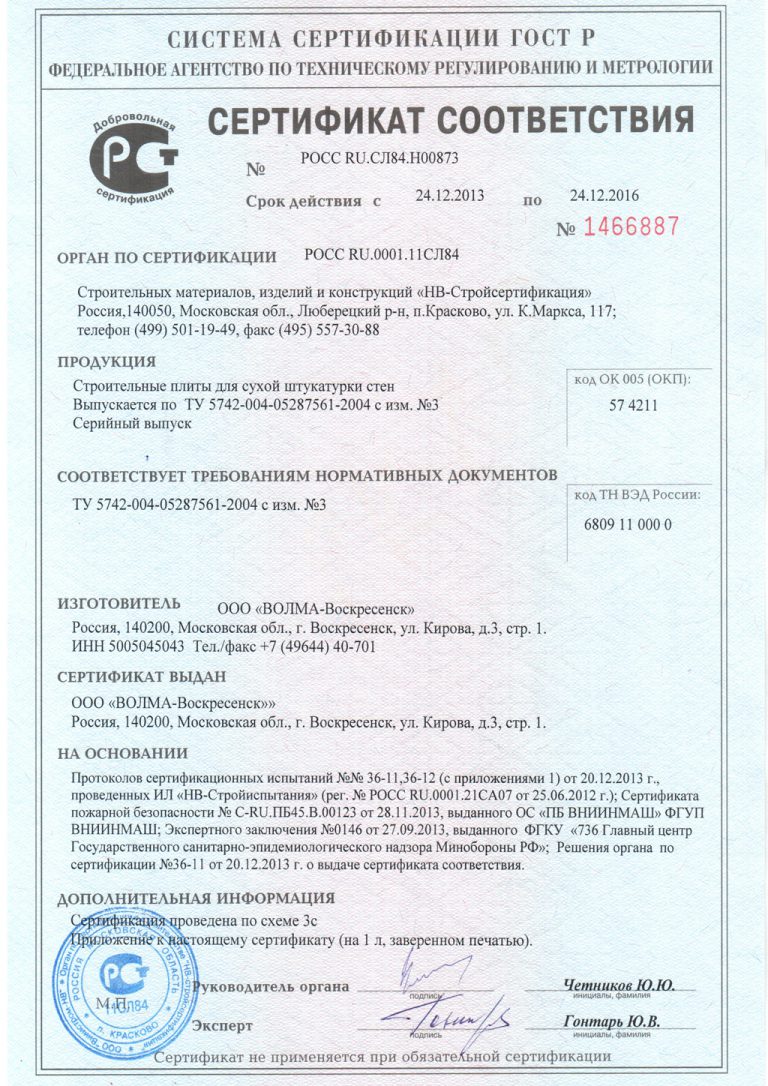 СИСТЕМА СЕРТИФИКАЦИИ ГОСТ Р
ФЕДЕРАЛЬНОЕ АГЕНТСТВО ПО ТЕХНИЧЕСКОМУ РЕГУЛИРОВАНИЮ И МЕТРОЛОГИИ
Добровольная
РСТ
сертификация
СЕРТИФИКАТ СООТВЕТСТВИЯ
№ РОСС RU.СЛ84.Н00873
Срок действия с 24.12.2013 по 24.12.2016
№ 1466887
ОРГАН ПО СЕРТИФИКАЦИИ РОСС RU.0001.11СЛ84
Строительных материалов, изделий и конструкций «НВ-Стройсертификация»
Россия,140050, Московская обл., Люберецкий р-н, п.Красково, ул. К.Маркса, 117;
телефон (499) 501-19-49, факс (495) 557-30-88
ПРОДУКЦИЯ
Строительные плиты для сухой штукатурки стен
Выпускается по ТУ 5742-004-05287561-2004 с изм. №3
Серийный выпуск
код ОК 005 (ОКП):
57 4211
СООТВЕТСТВУЕТ ТРЕБОВАНИЯМ НОРМАТИВНЫХ ДОКУМЕНТОВ
ТУ 5742-004-05287561-2004 с изм. №3
код ТН ВЭД России:
6809 11 000 0
ИЗГОТОВИТЕЛЬ ООО «ВОЛМА-Воскресенск»
Россия, 140200, Московская обл., г. Воскресенск, ул. Кирова, д.3, стр. 1.
ИНН 5005045043 Тел./факс +7 (49644) 40-701
СЕРТИФИКАТ ВЫДАН
ООО «ВОЛМА-Воскресенск»»
Россия, 140200, Московская обл., г. Воскресенск, ул. Кирова, д.3, стр. 1.
НА ОСНОВАНИИ
Протоколов сертификационных испытаний №№ 36-11,36-12 (с приложениями 1) от 20.12.2013 г.,
проведенных ИЛ «НВ-Стройиспытания» (рег. № РОСС RU.0001.21СА07 от 25.06.2012 г.); Сертификата
пожарной безопасности № C-RU.ПБ45.В.00123 от 28.11.2013, выданного ОС «ПБ ВНИИНМАШ» ФГУП
ВНИИНМАШ; Экспертного заключения №0146 от 27.09.2013, выданного ФГКУ «736 Главный центр
Государственного санитарно-эпидемиологического надзора Минобороны РФ»; Решения органа по
сертификации №36-11 от 20.12.2013 г. о выдаче сертификата соответствия.
ДОПОЛНИТЕЛЬНАЯ ИНФОРМАЦИЯ
Сертификация проведена по схеме 3с
Приложение к настоящему сертификату (на 1 л, заверенном печатью).
РОССИЯ МОСКОВСКАЯ ОБЛАСТЬ
РСТ
11СЛ84
п. КРАСКОВО
М.П.
Руководитель органа
подпись
Четников Ю.Ю.
инициалы, фамилия
Эксперт
подпись
Гонтарь Ю.В.
инициалы, фамилия
Сертификат не применяется при обязательной сертификации